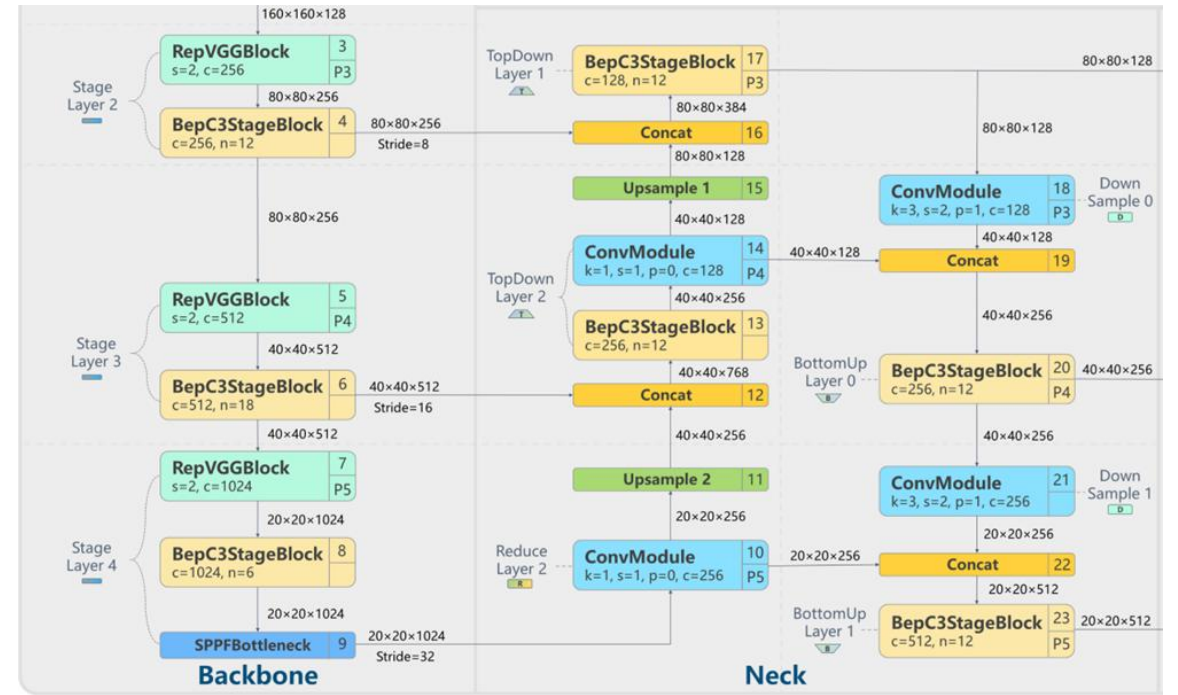 160×160×128
RepVGGBlock 3
s=2, c=256 P3
Stage
Layer 2
80×80×256
BepC3StageBlock 4
c=256, n=12
80×80×256
Stride=8
80×80×256
RepVGGBlock 5
s=2, c=512 P4
Stage
Layer 3
40×40×512
BepC3StageBlock 6
c=512, n=18
40×40×512
Stride=16
40×40×512
RepVGGBlock 7
s=2, c=1024 P5
20×20×1024
Stage
Layer 4
BepC3StageBlock 8
c=1024, n=6
20×20×1024
SPPFBottleneck 9
20×20×1024
Stride=32
Backbone
TopDown
Layer 1
T
BepC3StageBlock 17
c=128, n=12 P3
80×80×384
Concat 16
80×80×128
Upsample 1 15
40×40×128
ConvModule 14
k=1, s=1, p=0, c=128 P4
TopDown
Layer 2
T
40×40×256
BepC3StageBlock 13
c=256, n=12
40×40×768
Concat 12
40×40×256
Upsample 2 11
20×20×256
Reduce
Layer 2
R
ConvModule 10
k=1, s=1, p=0, c=256 P5
80×80×128
80×80×128
ConvModule 18
k=3, s=2, p=1, c=128 P3
Down
Sample 0
D
40×40×128
40×40×128
Concat 19
40×40×256
BottomUp
Layer 0
B
BepC3StageBlock 20
c=256, n=12 P4
40×40×256
40×40×256
ConvModule 21
k=3, s=2, p=1, c=256
Down
Sample 1
D
20×20×256
20×20×256
Concat 22
20×20×512
BottomUp
Layer 1
B
BepC3StageBlock 23
c=512, n=12 P5
20×20×512
Neck